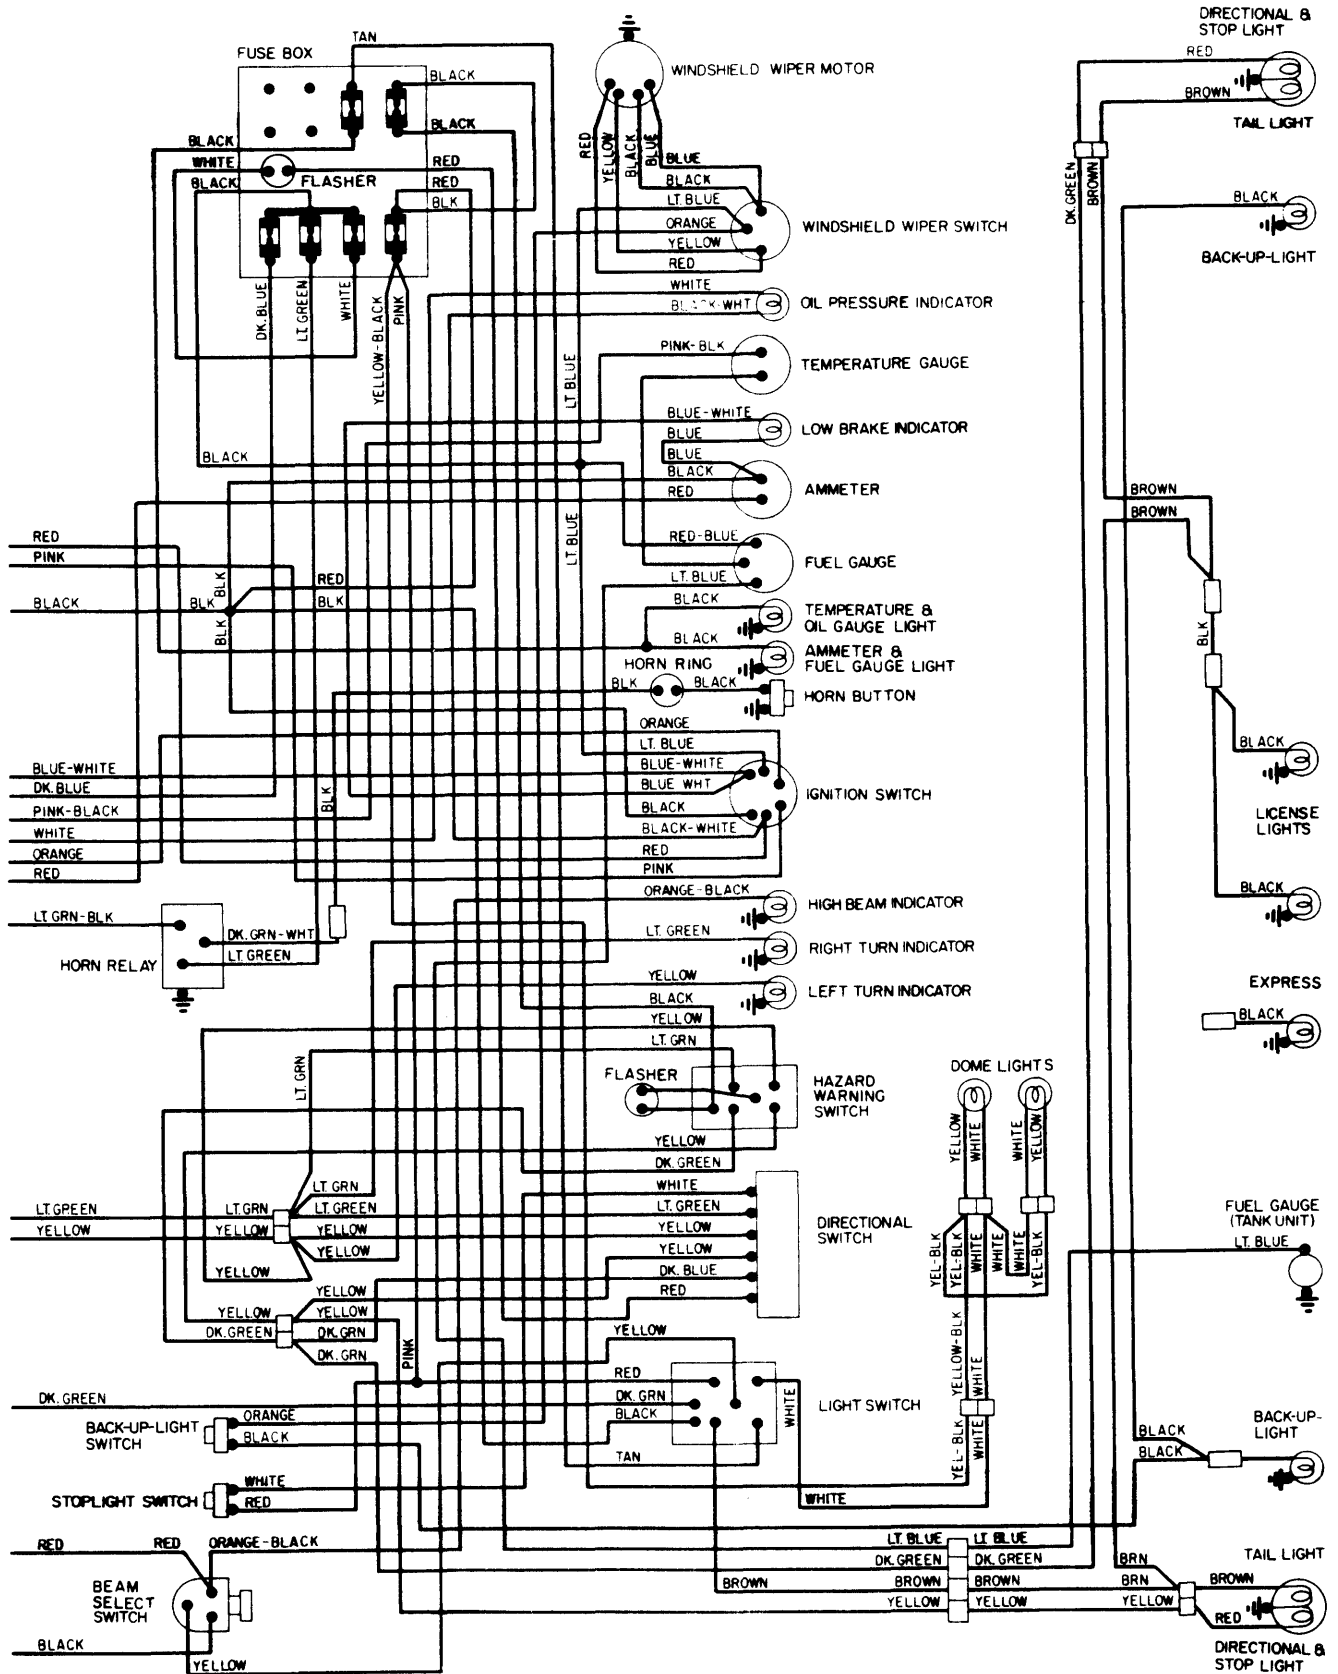 DIRECTIONAL &
STOP LIGHT
RED
BROWN
TAIL LIGHT
TAN
FUSE BOX
BLACK
BLACK
BLACK
WHITE
RED
FLASHER
BLACK
RED
BLK
DK. BLUE
LT. GREEN
WHITE
YELLOW-BLACK
PINK
WINDSHIELD WIPER MOTOR
RED
YELLOW
BLACK
BLUE
BLUE
BLACK
LT. BLUE
ORANGE
YELLOW
RED
WINDSHIELD WIPER SWITCH
DK. GREEN
BROWN
BLACK
BACK-UP-LIGHT
WHITE
BLACK-WHT
OIL PRESSURE INDICATOR
PINK-BLK
TEMPERATURE GAUGE
LT BLUE
BLUE-WHITE
BLUE
LOW BRAKE INDICATOR
BLUE
BLACK
RED
AMMETER
BLACK
LT. BLUE
BROWN
BROWN
RED
PINK
RED-BLUE
FUEL GAUGE
LT. BLUE
BLK
RED
BLACK
BLK
BLK
BLK
BLACK
TEMPERATURE &
OIL GAUGE LIGHT
BLACK
AMMETER &
FUEL GAUGE LIGHT
HORN RING
BLK
BLACK
HORN BUTTON
BLK
ORANGE
LT. BLUE
BLUE-WHITE
BLUE WHT
BLACK
BLACK-WHITE
RED
PINK
IGNITION SWITCH
BLACK
LICENSE
LIGHTS
BLACK
BLUE-WHITE
DK. BLUE
PINK-BLACK
WHITE
ORANGE
RED
BLK
ORANGE-BLACK
HIGH BEAM INDICATOR
LT GRN-BLK
DK. GRN-WHT
LT. GREEN
HORN RELAY
LT. GREEN
RIGHT TURN INDICATOR
YELLOW
LEFT TURN INDICATOR
EXPRESS
BLACK
BLACK
YELLOW
LT. GRN
LT. GRN
FLASHER
HAZARD
WARNING
SWITCH
YELLOW
DK. GREEN
DOME LIGHTS
YELLOW
WHITE
WHITE
YELLOW
LT. GRN
LT. GREEN
LT. GRN
LT. GREEN
YELLOW
YELLOW
YELLOW
YELLOW
YELLOW
WHITE
LT. GREEN
YELLOW
YELLOW
DK. BLUE
RED
DIRECTIONAL
SWITCH
YEL-BLK
YEL-BLK
WHITE
WHITE
WHITE
YEL-BLK
FUEL GAUGE
(TANK UNIT)
LT. BLUE
YELLOW
YELLOW
YELLOW
DK. GREEN
DK. GRN
DK. GRN
PINK
YELLOW
RED
DK. GRN
BLACK
WHITE
TAN
LIGHT SWITCH
YELLOW-BLK
WHITE
YEL-BLK
WHITE
WHITE
DK. GREEN
BACK-UP-LIGHT
SWITCH
ORANGE
BLACK
STOPLIGHT SWITCH
WHITE
RED
BLACK
BLACK
BACK-UP-
LIGHT
RED
RED
ORANGE-BLACK
BEAM
SELECT
SWITCH
BLACK
YELLOW
LT. BLUE
LT. BLUE
DK. GREEN
DK. GREEN
BROWN
BROWN
BROWN
YELLOW
YELLOW
BRN
BRN
YELLOW
TAIL LIGHT
BROWN
RED
DIRECTIONAL &
STOP LIGHT